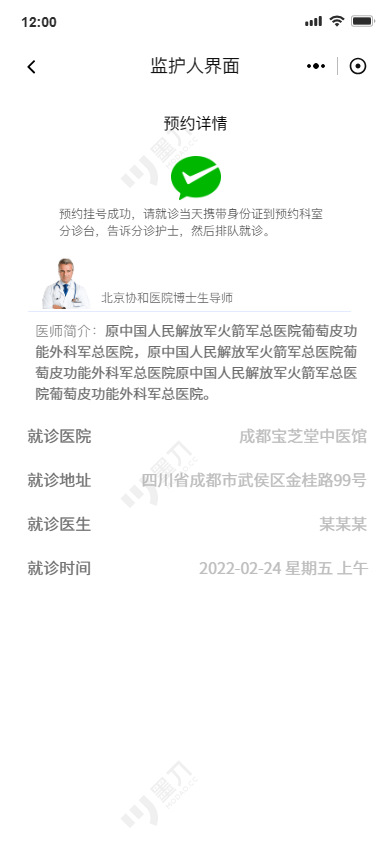 12:00
监护人界面
预约详情
预约挂号成功，请就诊当天携带身份证到预约科室
分诊台，告诉分诊护士，然后排队就诊。
北京协和医院博士生导师
医师简介：原中国人民解放军火箭军总医院葡萄皮功
能外科军总医院，原中国人民解放军火箭军总医院葡
萄皮功能外科军总医院原中国人民解放军火箭军总医
院葡萄皮功能外科军总医院。
就诊医院 成都宝芝堂中医馆
就诊地址 四川省成都市武侯区金桂路99号
就诊医生 某某某
就诊时间 2022-02-24 星期五 上午
墨刀
MODAO.CC